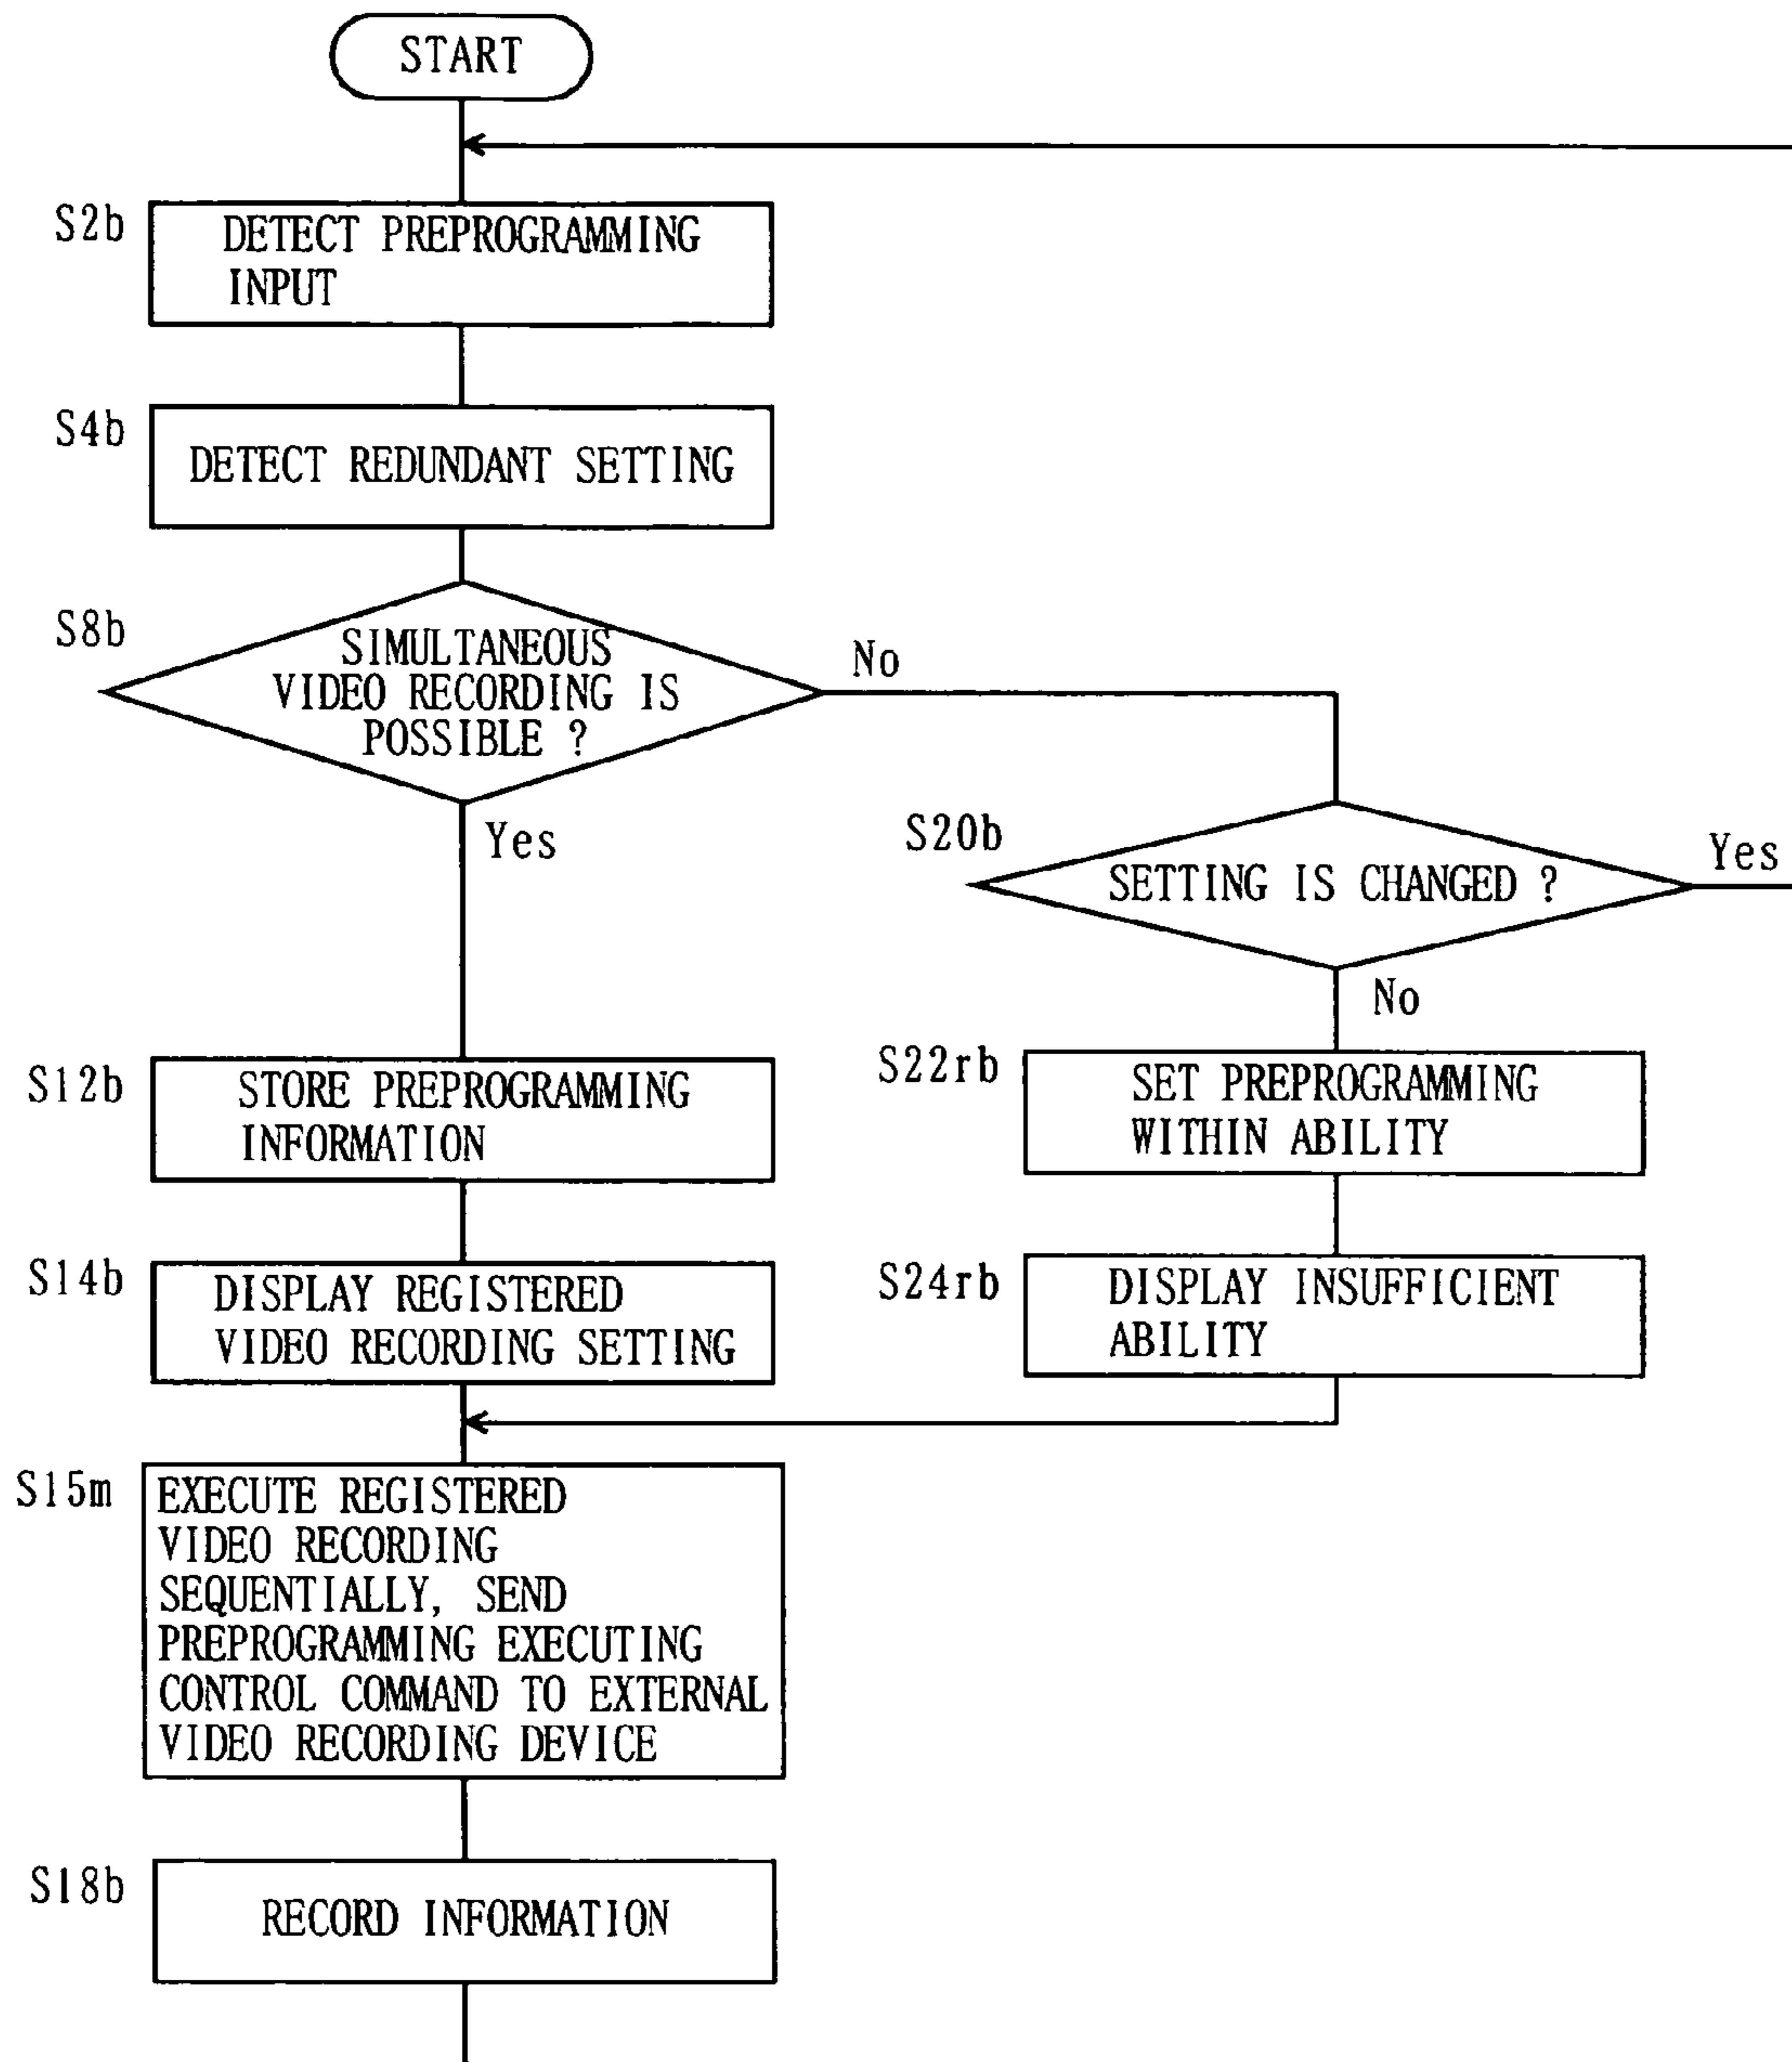 START
S2b
DETECT PREPROGRAMMING
INPUT
S4b
DETECT REDUNDANT SETTING
S8b
SIMULTANEOUS
VIDEO RECORDING IS
POSSIBLE ?
No
Yes
S20b
SETTING IS CHANGED ?
Yes
No
S12b
STORE PREPROGRAMMING
INFORMATION
S22rb
SET PREPROGRAMMING
WITHIN ABILITY
S14b
DISPLAY REGISTERED
VIDEO RECORDING SETTING
S24rb
DISPLAY INSUFFICIENT
ABILITY
S15m
EXECUTE REGISTERED
VIDEO RECORDING
SEQUENTIALLY, SEND
PREPROGRAMMING EXECUTING
CONTROL COMMAND TO EXTERNAL
VIDEO RECORDING DEVICE
S18b
RECORD INFORMATION